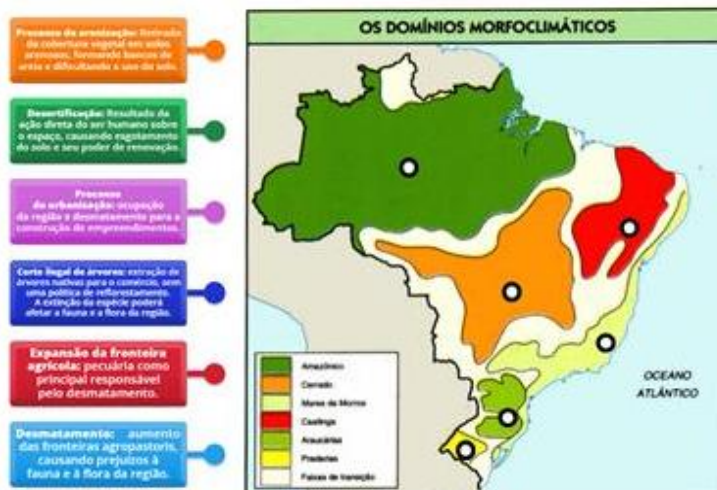 Processo de arenização: Retirada
da cobertura vegetal em solos
arenosos, formando bancos de
areia e dificultando o uso do solo.
Desertificação: Resultado da
ação direta do ser humano sobre
o espaço, causando esgotamento
do solo e seu poder de renovação.
Processo
de urbanização: ocupação
da região e desmatamento para a
construção de empreendimentos.
Corte ilegal de árvores: extração de
árvores nativas para o comércio, sem
uma política de reflorestamento.
A extinção da espécie poderá
afetar a fauna e a flora da região.
Expansão da fronteira
agrícola: pecuária como
principal responsável
pelo desmatamento.
Desmatamento: aumento
das fronteiras agropastoris,
causando prejuízos à
fauna e à flora da região.
OS DOMÍNIOS MORFOCLIMÁTICOS
OCEANO
ATLÂNTICO
Amazônico
Cerrado
Mares de Morros
Caatinga
Araucárias
Pradarias
Faixas de transição